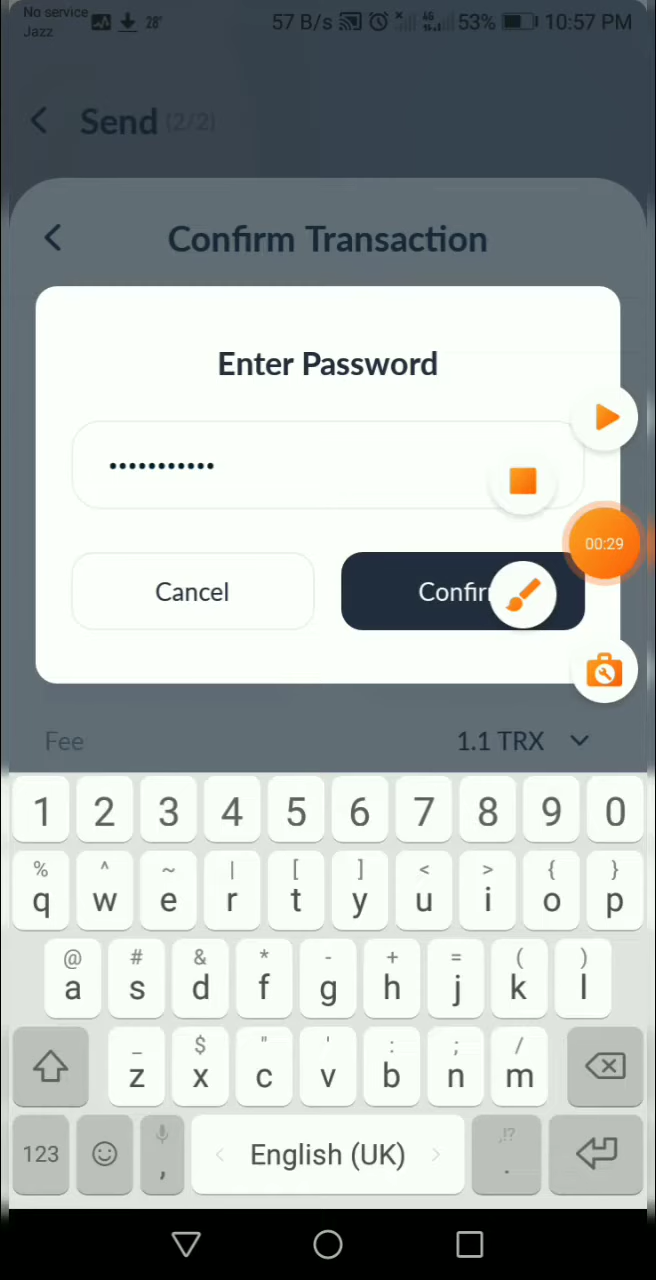 No service
Jazz
28°
57 B/s
4G
53%
10:57 PM
Send (2/2)
Confirm Transaction
Enter Password
•••••••••••
00:29
Cancel
Confir
Fee
1.1 TRX
1 2 3 4 5 6 7 8 9 0
% ^ ~ | [ ] < > { }
q w e r t y u i o p
@ # & * - + = ( )
a s d f g h j k l
_ $ " ' : ; /
z x c v b n m
,!?
123 , English (UK) .